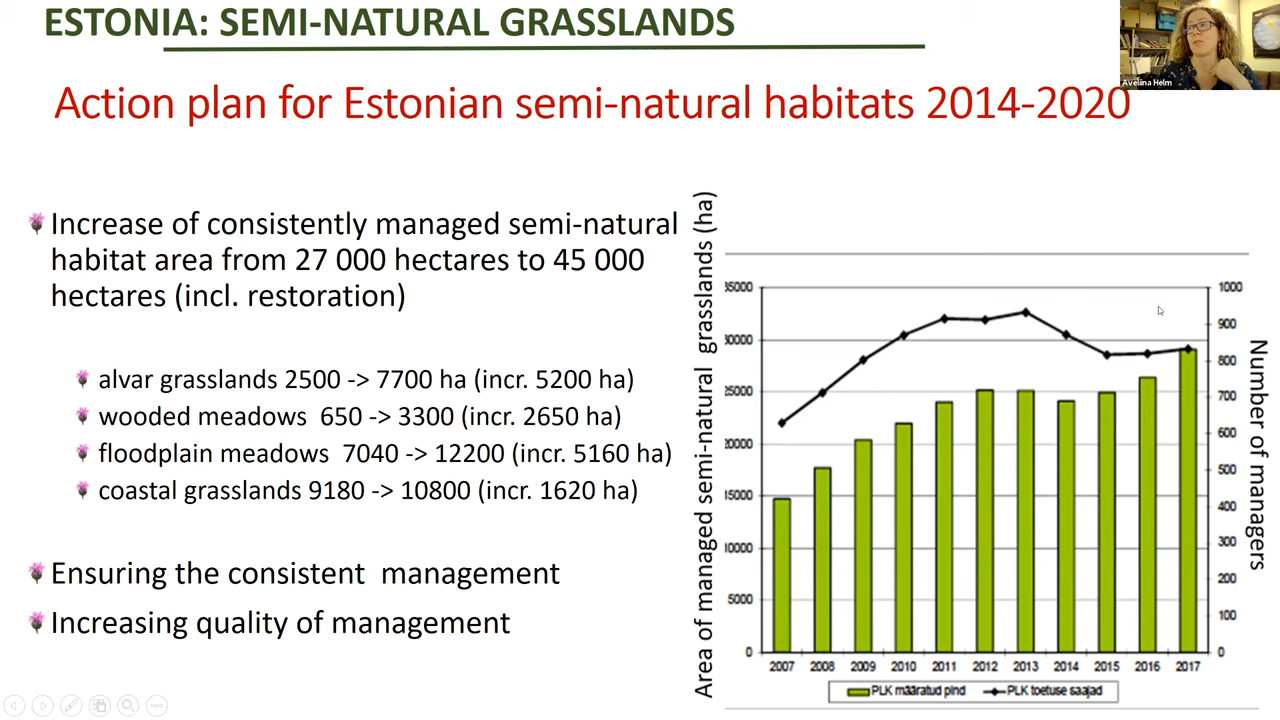 ESTONIA: SEMI-NATURAL GRASSLANDS
Avelina Helm
Action plan for Estonian semi-natural habitats 2014-2020
Increase of consistently managed semi-natural
habitat area from 27 000 hectares to 45 000
hectares (incl. restoration)
alvar grasslands 2500 -> 7700 ha (incr. 5200 ha)
wooded meadows 650 -> 3300 (incr. 2650 ha)
floodplain meadows 7040 -> 12200 (incr. 5160 ha)
coastal grasslands 9180 -> 10800 (incr. 1620 ha)
Ensuring the consistent management
Increasing quality of management
Area of managed semi-natural grasslands (ha)
35000
30000
25000
20000
15000
10000
5000
0
1000
900
800
700
600
500
400
300
200
100
0
Number of managers
2007 2008 2009 2010 2011 2012 2013 2014 2015 2016 2017
PLK määratud pind PLK toetuse saajad